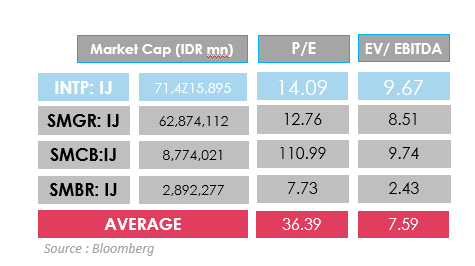 Market Cap (IDR mn) P/E EV/ EBITDA
INTP: IJ 71,4Z15,895 14.09 9.67
SMGR: IJ 62,874,112 12.76 8.51
SMCB:IJ 8,774,021 110.99 9.74
SMBR: IJ 2,892,277 7.73 2.43
AVERAGE 36.39 7.59
Source : Bloomberg